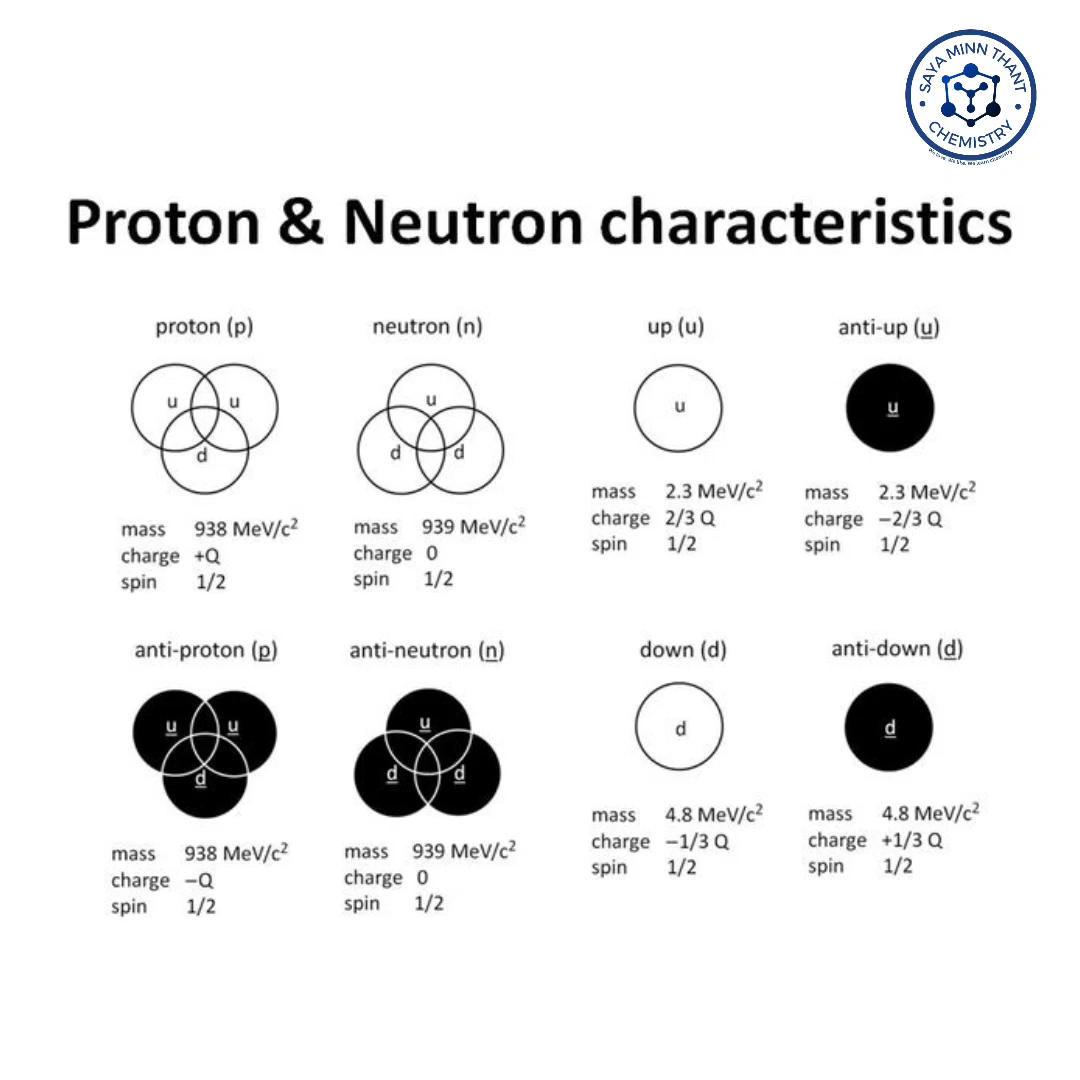 SAYA MINN THANT
CHEMISTRY
Proton & Neutron characteristics
proton (p)
u u
d
mass 938 MeV/c²
charge +Q
spin 1/2
neutron (n)
u
d d
mass 939 MeV/c²
charge 0
spin 1/2
up (u)
u
mass 2.3 MeV/c²
charge 2/3 Q
spin 1/2
anti-up (u̲)
u̲
mass 2.3 MeV/c²
charge −2/3 Q
spin 1/2
anti-proton (p̲)
u̲ u̲
d̲
mass 938 MeV/c²
charge −Q
spin 1/2
anti-neutron (n̲)
u̲
d̲ d̲
mass 939 MeV/c²
charge 0
spin 1/2
down (d)
d
mass 4.8 MeV/c²
charge −1/3 Q
spin 1/2
anti-down (d̲)
d̲
mass 4.8 MeV/c²
charge +1/3 Q
spin 1/2